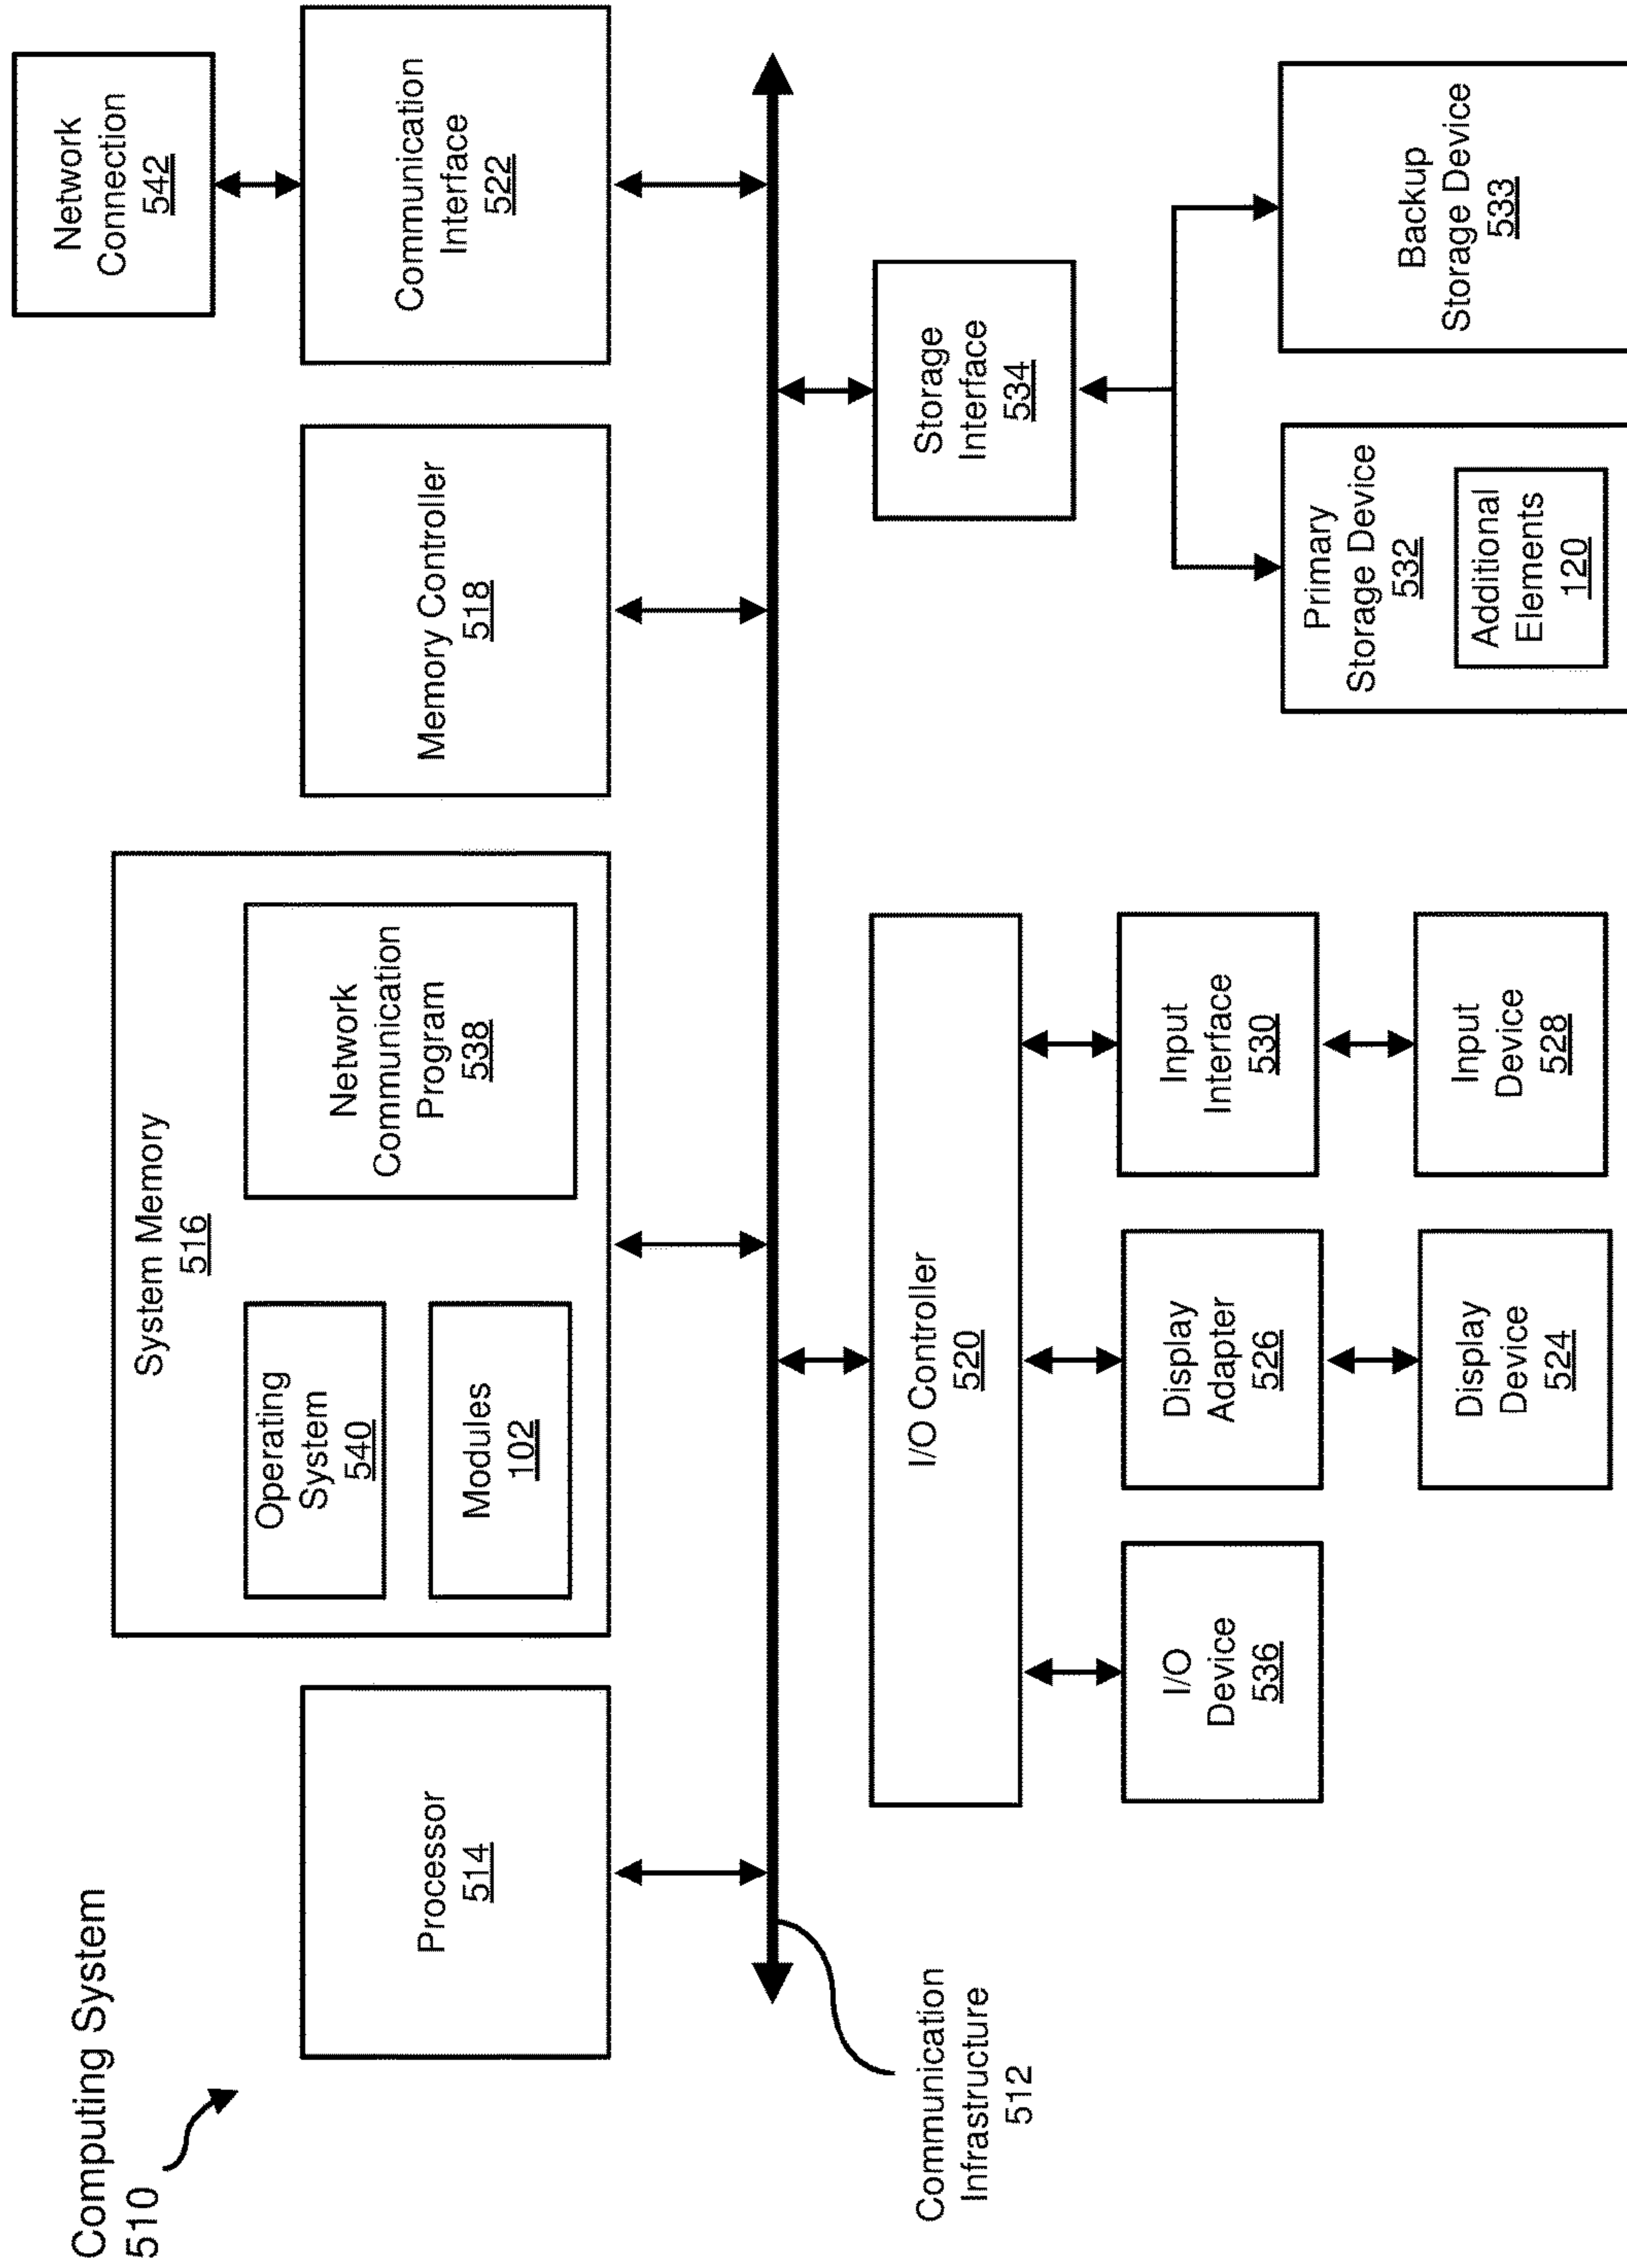 Computing System
510
Processor
514
System Memory
516
Operating
System
540
Modules
102
Network
Communication
Program
538
Memory Controller
518
Communication
Interface
522
Network
Connection
542
Communication
Infrastructure
512
I/O Controller
520
I/O
Device
536
Display
Adapter
526
Display
Device
524
Input
Interface
530
Input
Device
528
Storage
Interface
534
Primary
Storage Device
532
Additional
Elements
120
Backup
Storage Device
533